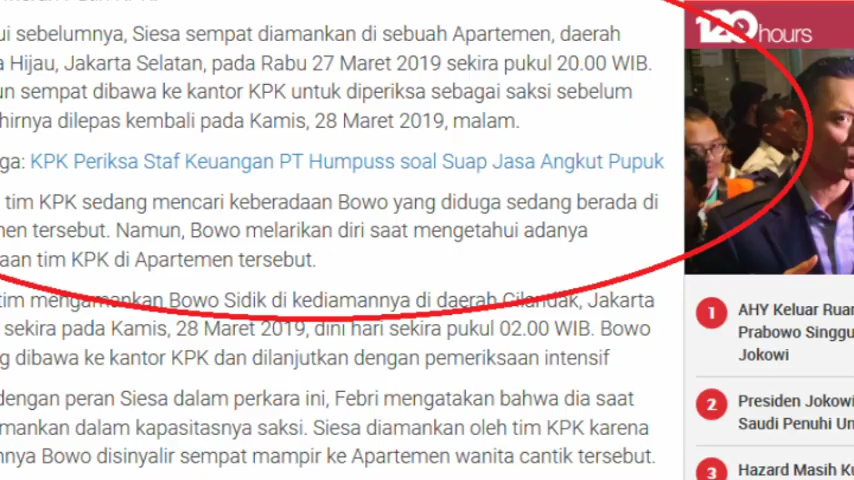 ui sebelumnya, Siesa sempat diamankan di sebuah Apartemen, daerah
a Hijau, Jakarta Selatan, pada Rabu 27 Maret 2019 sekira pukul 20.00 WIB.
un sempat dibawa ke kantor KPK untuk diperiksa sebagai saksi sebelum
hirnya dilepas kembali pada Kamis, 28 Maret 2019, malam.
ga: KPK Periksa Staf Keuangan PT Humpuss soal Suap Jasa Angkut Pupuk
tim KPK sedang mencari keberadaan Bowo yang diduga sedang berada di
men tersebut. Namun, Bowo melarikan diri saat mengetahui adanya
aan tim KPK di Apartemen tersebut.
tim mengamankan Bowo Sidik di kediamannya di daerah Cilandak, Jakarta
sekira pada Kamis, 28 Maret 2019, dini hari sekira pukul 02.00 WIB. Bowo
g dibawa ke kantor KPK dan dilanjutkan dengan pemeriksaan intensif
dengan peran Siesa dalam perkara ini, Febri mengatakan bahwa dia saat
mankan dalam kapasitasnya saksi. Siesa diamankan oleh tim KPK karena
nnya Bowo disinyalir sempat mampir ke Apartemen wanita cantik tersebut.
120 hours
1 AHY Keluar Ruan
Prabowo Singgu
Jokowi
2 Presiden Jokowi
Saudi Penuhi Un
3 Hazard Masih Ku